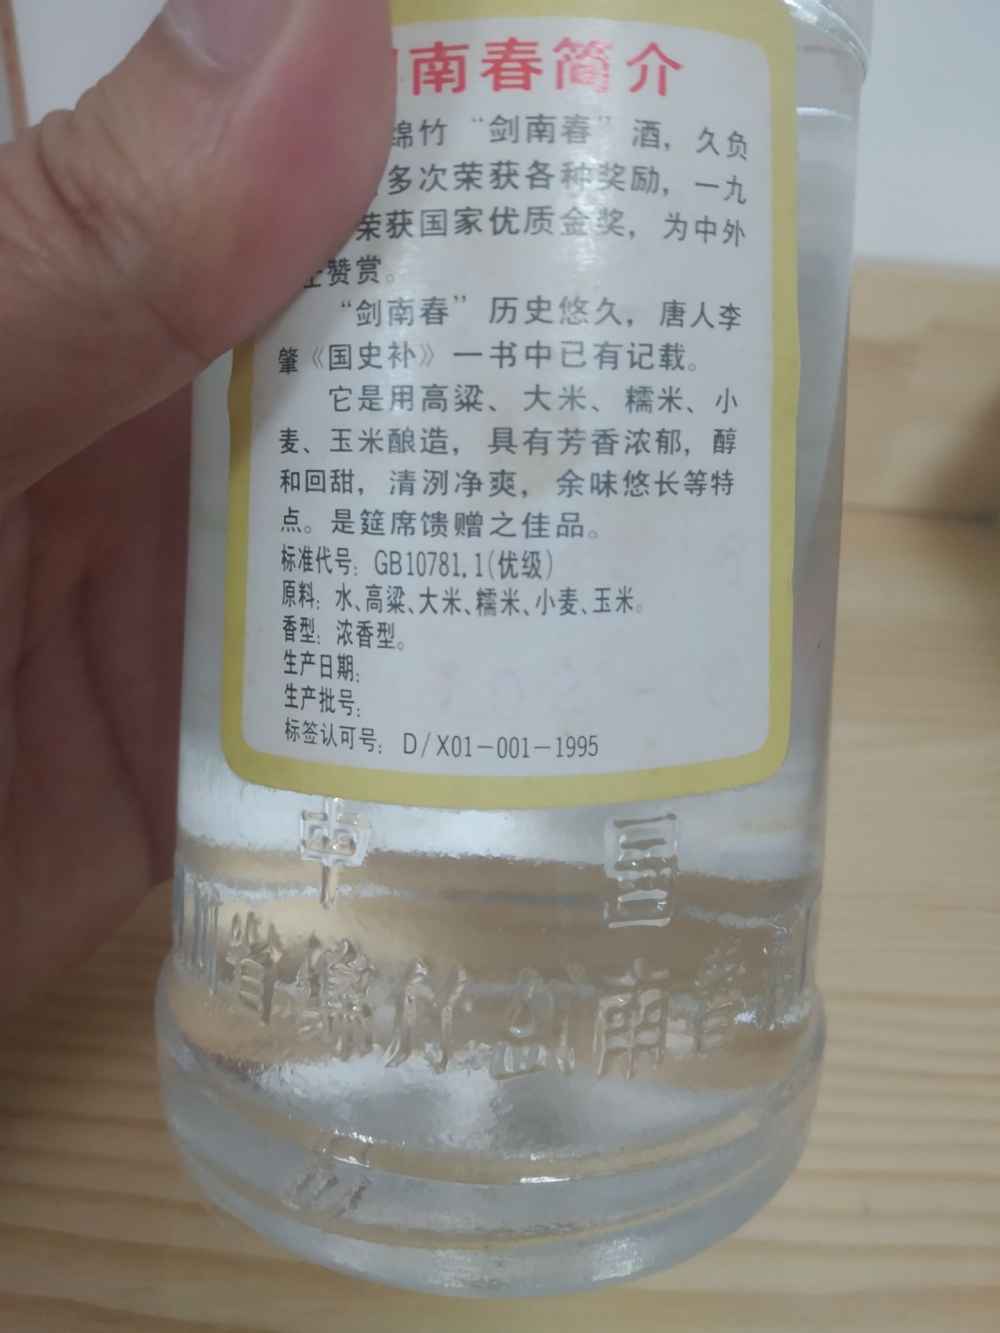 南春简介
绵竹“剑南春”酒，久负
多次荣获各种奖励，一九
荣获国家优质金奖，为中外
赞赏。
“剑南春”历史悠久，唐人李
肇《国史补》一书中已有记载。
它是用高粱、大米、糯米、小
麦、玉米酿造，具有芳香浓郁，醇
和回甜，清洌净爽，余味悠长等特
点。是筵席馈赠之佳品。
标准代号：GB10781.1(优级)
原料：水、高粱、大米、糯米、小麦、玉米。
香型：浓香型。
生产日期：
生产批号：
标签认可号：D/X01-001-1995
中国
川省绵竹剑南春